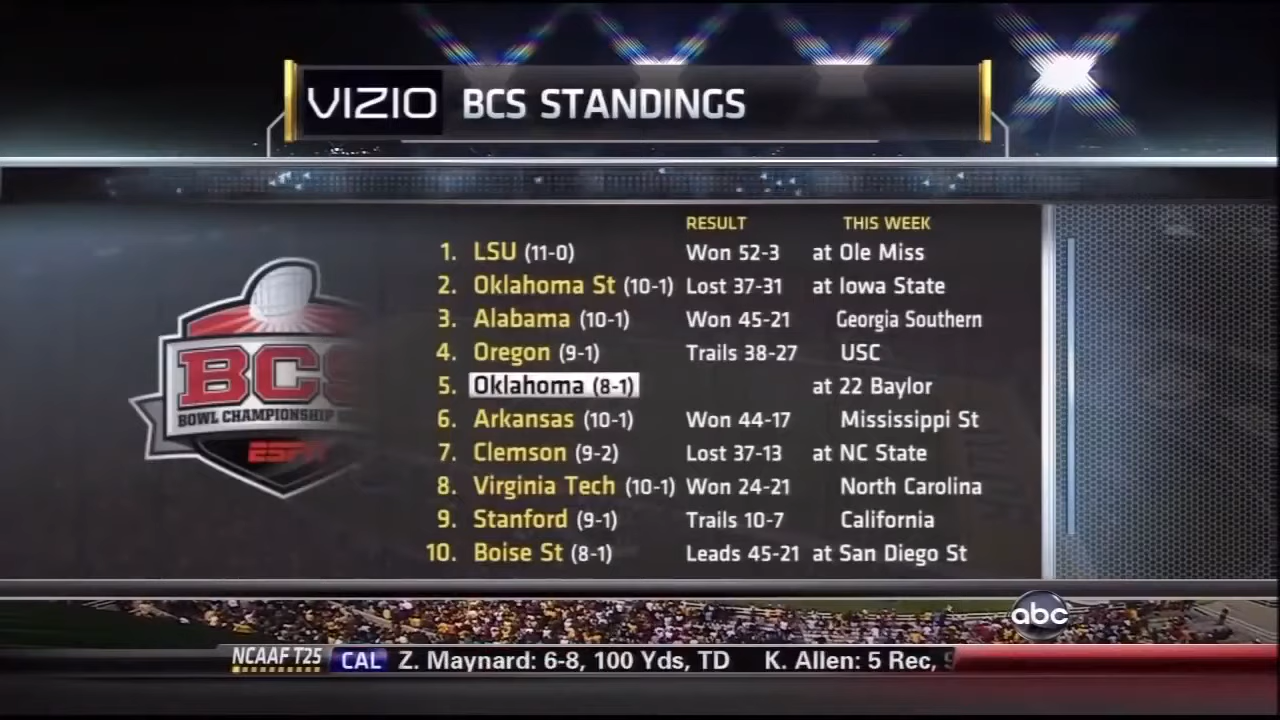 VIZIO BCS STANDINGS
RESULT THIS WEEK
1. LSU (11-0) Won 52-3 at Ole Miss
2. Oklahoma St (10-1) Lost 37-31 at Iowa State
3. Alabama (10-1) Won 45-21 Georgia Southern
4. Oregon (9-1) Trails 38-27 USC
5. Oklahoma (8-1) at 22 Baylor
6. Arkansas (10-1) Won 44-17 Mississippi St
7. Clemson (9-2) Lost 37-13 at NC State
8. Virginia Tech (10-1) Won 24-21 North Carolina
9. Stanford (9-1) Trails 10-7 California
10. Boise St (8-1) Leads 45-21 at San Diego St
BCS
BOWL CHAMPIONSHIP
ESPN
abc
NCAAF T25 CAL Z. Maynard: 6-8, 100 Yds, TD K. Allen: 5 Rec,